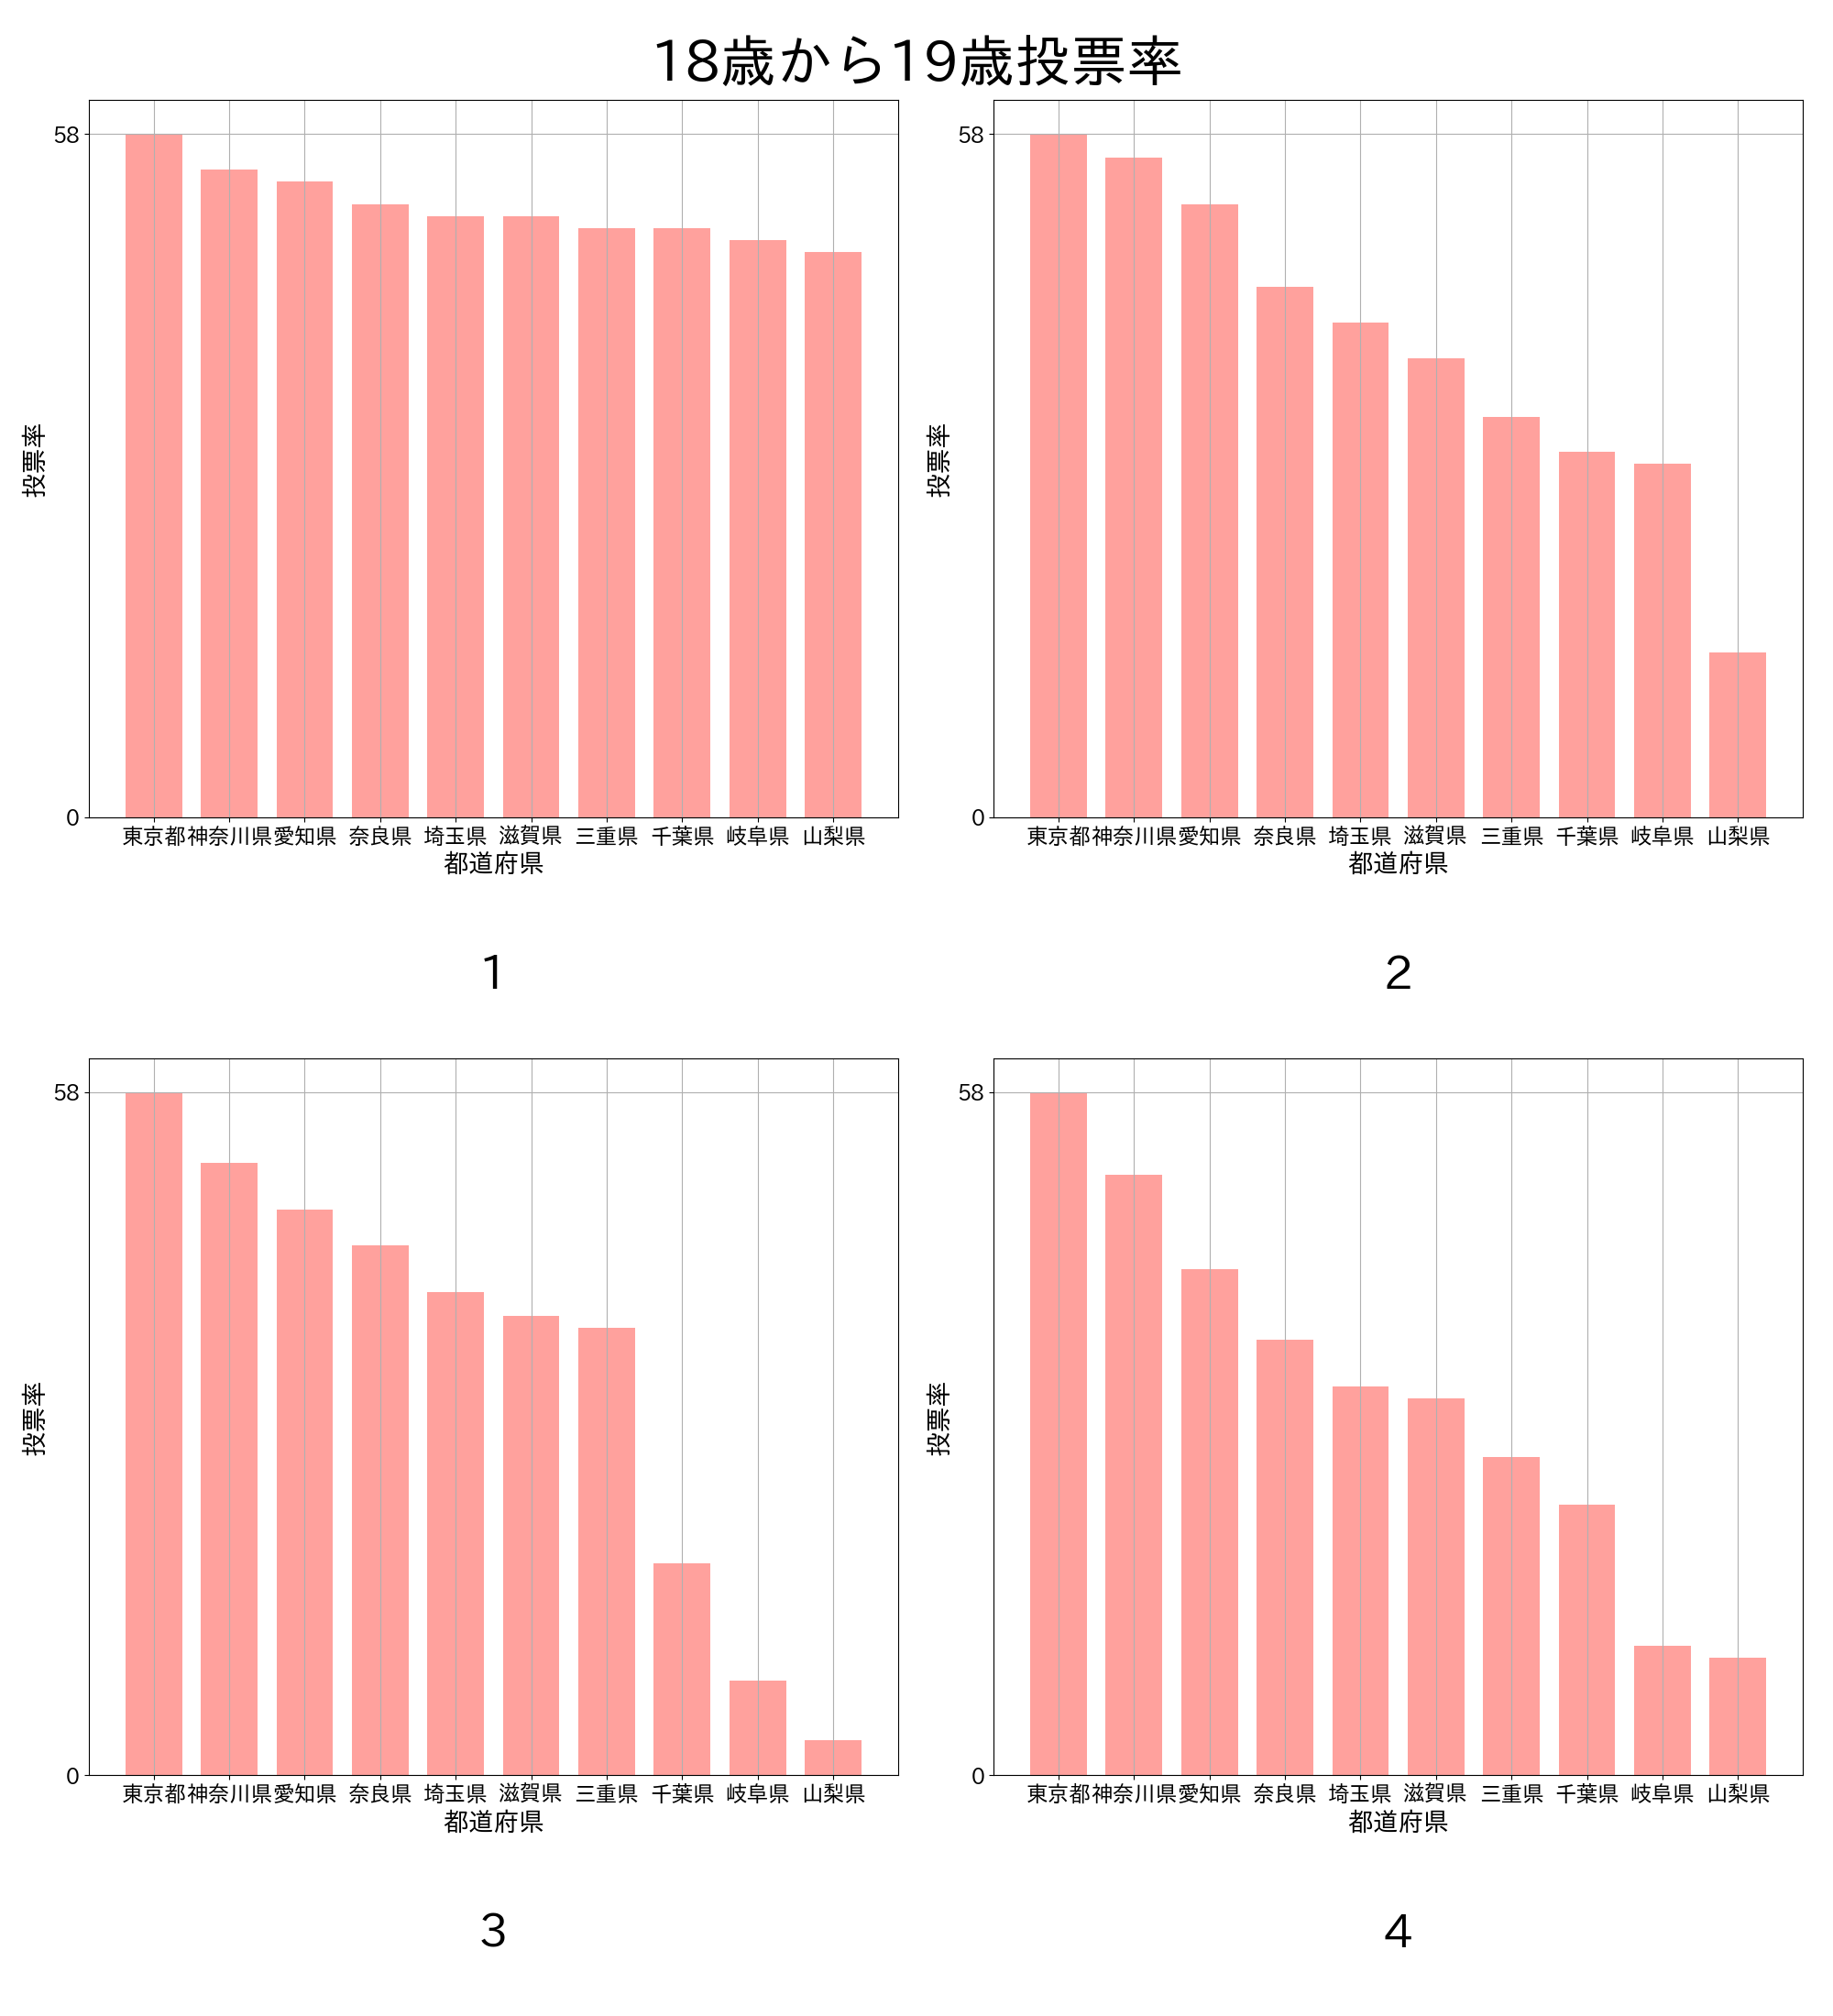 18歳から19歳投票率
58
0
投票率
東京都 神奈川県 愛知県 奈良県 埼玉県 滋賀県 三重県 千葉県 岐阜県 山梨県
都道府県
1
58
0
投票率
東京都 神奈川県 愛知県 奈良県 埼玉県 滋賀県 三重県 千葉県 岐阜県 山梨県
都道府県
2
58
0
投票率
東京都 神奈川県 愛知県 奈良県 埼玉県 滋賀県 三重県 千葉県 岐阜県 山梨県
都道府県
3
58
0
投票率
東京都 神奈川県 愛知県 奈良県 埼玉県 滋賀県 三重県 千葉県 岐阜県 山梨県
都道府県
4